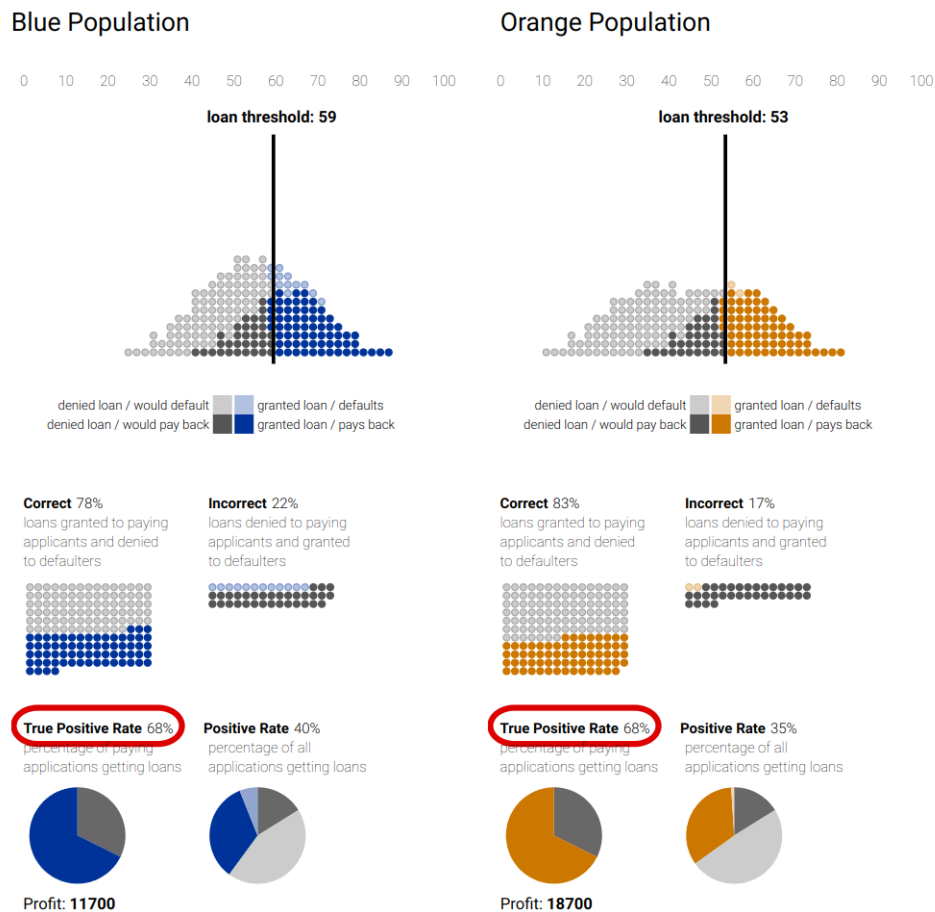 Blue Population
0 10 20 30 40 50 60 70 80 90 100
loan threshold: 59
denied loan / would default
granted loan / defaults
denied loan / would pay back
granted loan / pays back
Correct 78%
loans granted to paying
applicants and denied
to defaulters
Incorrect 22%
loans denied to paying
applicants and granted
to defaulters
True Positive Rate 68%
percentage of paying
applications getting loans
Positive Rate 40%
percentage of all
applications getting loans
Profit: 11700
Orange Population
0 10 20 30 40 50 60 70 80 90 100
loan threshold: 53
denied loan / would default
granted loan / defaults
denied loan / would pay back
granted loan / pays back
Correct 83%
loans granted to paying
applicants and denied
to defaulters
Incorrect 17%
loans denied to paying
applicants and granted
to defaulters
True Positive Rate 68%
percentage of paying
applications getting loans
Positive Rate 35%
percentage of all
applications getting loans
Profit: 18700